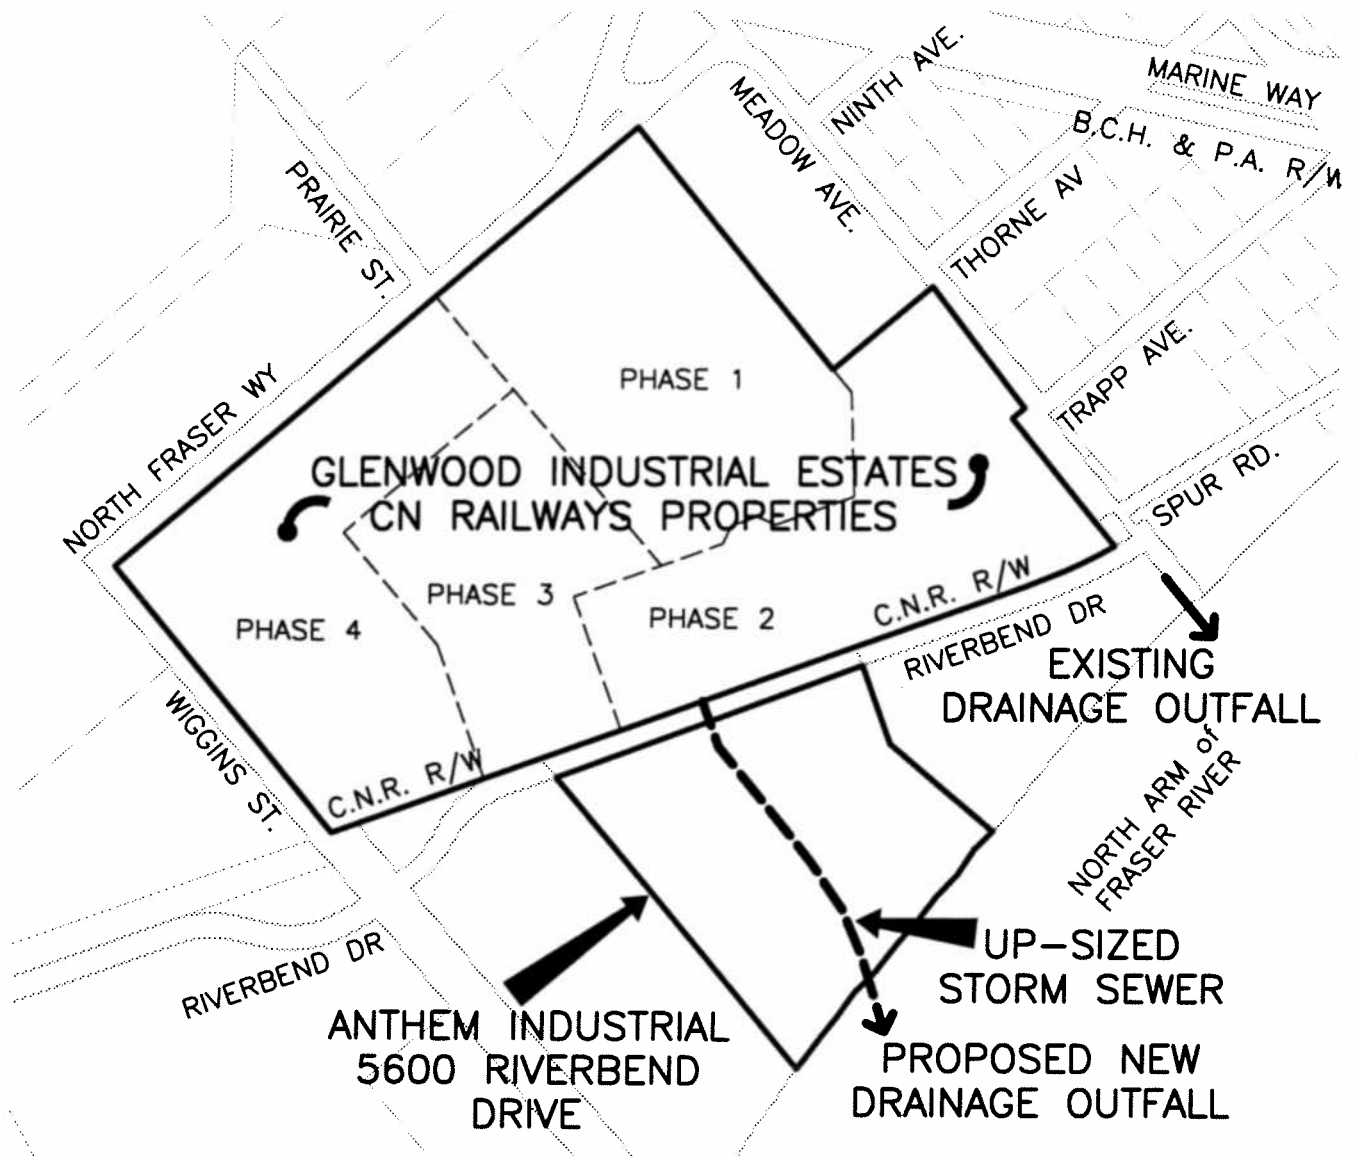 MARINE WAY
NINTH AVE.
MEADOW AVE.
B.C.H. & P.A. R/W
PRAIRIE ST.
THORNE AV
TRAPP AVE.
PHASE 1
NORTH FRASER WY
GLENWOOD INDUSTRIAL ESTATES
CN RAILWAYS PROPERTIES
SPUR RD.
PHASE 3
C.N.R. R/W
PHASE 2
PHASE 4
RIVERBEND DR
EXISTING
DRAINAGE OUTFALL
WIGGINS ST.
C.N.R. R/W
NORTH ARM of
FRASER RIVER
UP-SIZED
STORM SEWER
RIVERBEND DR
ANTHEM INDUSTRIAL
5600 RIVERBEND
DRIVE
PROPOSED NEW
DRAINAGE OUTFALL